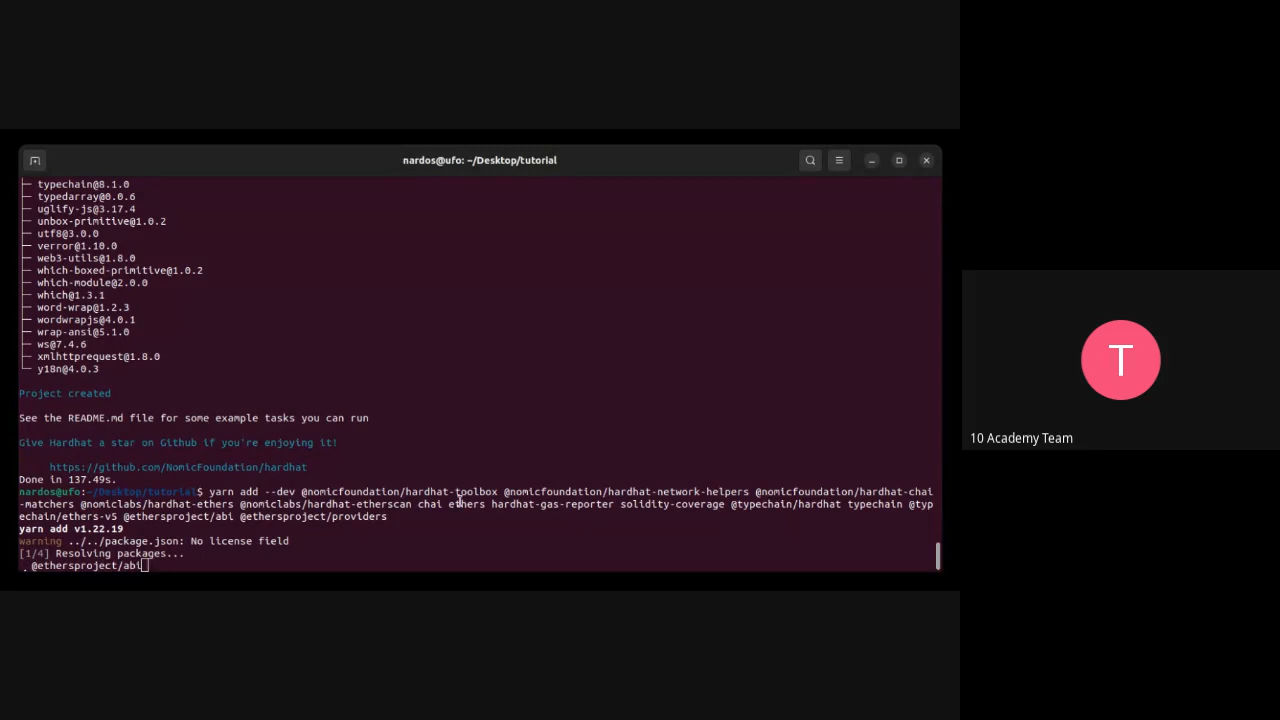 nardos@ufo: ~/Desktop/tutorial
├─ typechain@8.1.0
├─ typedarray@0.0.6
├─ uglify-js@3.17.4
├─ unbox-primitive@1.0.2
├─ utf8@3.0.0
├─ verror@1.10.0
├─ web3-utils@1.8.0
├─ which-boxed-primitive@1.0.2
├─ which-module@2.0.0
├─ which@1.3.1
├─ word-wrap@1.2.3
├─ wordwrapjs@4.0.1
├─ wrap-ansi@5.1.0
├─ ws@7.4.6
├─ xmlhttprequest@1.8.0
└─ y18n@4.0.3
Project created
See the README.md file for some example tasks you can run
Give Hardhat a star on Github if you're enjoying it!
https://github.com/NomicFoundation/hardhat
Done in 137.49s.
nardos@ufo:~/Desktop/tutorial$ yarn add --dev @nomicfoundation/hardhat-toolbox @nomicfoundation/hardhat-network-helpers @nomicfoundation/hardhat-chai
-matchers @nomiclabs/hardhat-ethers @nomiclabs/hardhat-etherscan chai ethers hardhat-gas-reporter solidity-coverage @typechain/hardhat typechain @typ
echain/ethers-v5 @ethersproject/abi @ethersproject/providers
yarn add v1.22.19
warning ../../package.json: No license field
[1/4] Resolving packages...
⠠ @ethersproject/abi
T
10 Academy Team